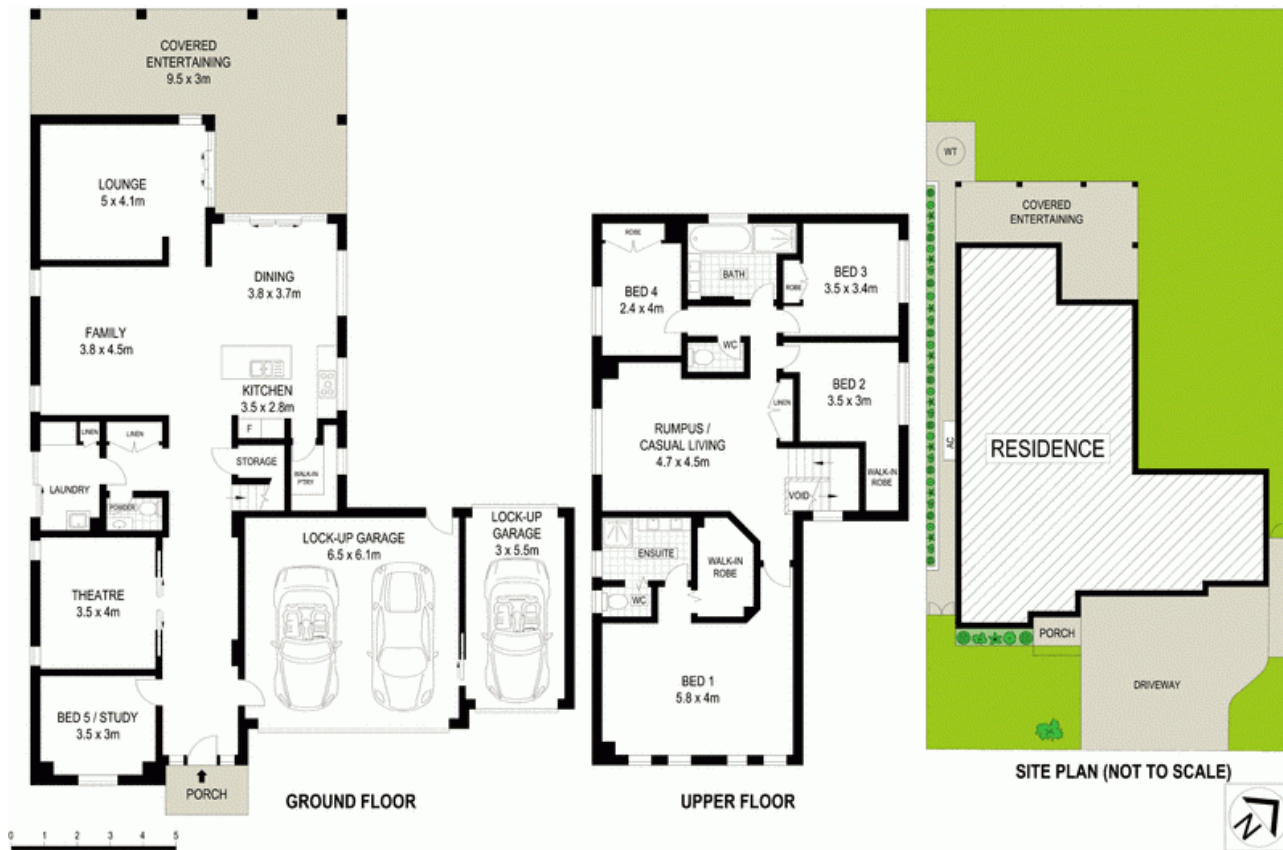 COVERED
ENTERTAINING
9.5 x 3m
LOUNGE
5 x 4.1m
DINING
3.8 x 3.7m
FAMILY
3.8 x 4.5m
KITCHEN
3.5 x 2.8m
F
LINEN
LINEN
STORAGE
WALK-IN
P'TRY
LAUNDRY
POWDER
LOCK-UP GARAGE
6.5 x 6.1m
LOCK-UP
GARAGE
3 x 5.5m
THEATRE
3.5 x 4m
BED 5 / STUDY
3.5 x 3m
PORCH
GROUND FLOOR
0 1 2 3 4 5
ROBE
BATH
BED 3
3.5 x 3.4m
ROBE
BED 4
2.4 x 4m
WC
BED 2
3.5 x 3m
LINEN
RUMPUS /
CASUAL LIVING
4.7 x 4.5m
WALK-IN
ROBE
VOID
ENSUITE
WALK-IN
ROBE
WC
BED 1
5.8 x 4m
UPPER FLOOR
WT
COVERED
ENTERTAINING
AC
RESIDENCE
PORCH
DRIVEWAY
SITE PLAN (NOT TO SCALE)
N